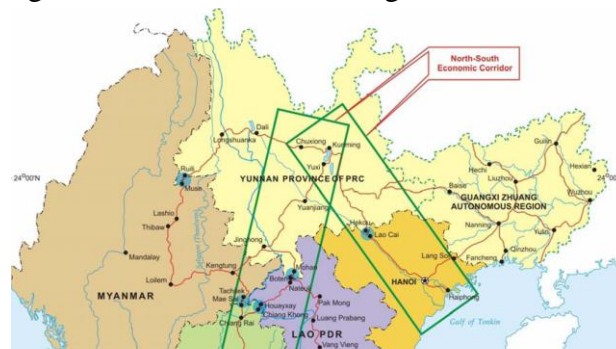 North-South
Economic Corridor
24°00'N
24°00'N
Guilin
Hechi
Hexian
Liuzhou
Wuzhou
Baise
GUANGXI ZHUANG
AUTONOMOUS REGION
Nanning
Yulin
Qinzhou
Fangcheng
Dali
Longshuanka
Chuxiong
Kunming
Yuxi
YUNNAN PROVINCE OF PRC
Yuanjiang
Ruili
Muse
Lashio
Thibaw
Mandalay
Loilem
MYANMAR
Jinghong
Kengtung
Mohan
Boten
Nateuy
Tachilek
Mae Sai
Houayxay
Chiang Khong
Chiang Rai
Pak Mong
Luang Prabang
LAO PDR
Vang Vieng
Hekou
Lao Cai
Lang Son
HANOI
Haiphong
Gulf of Tonkin